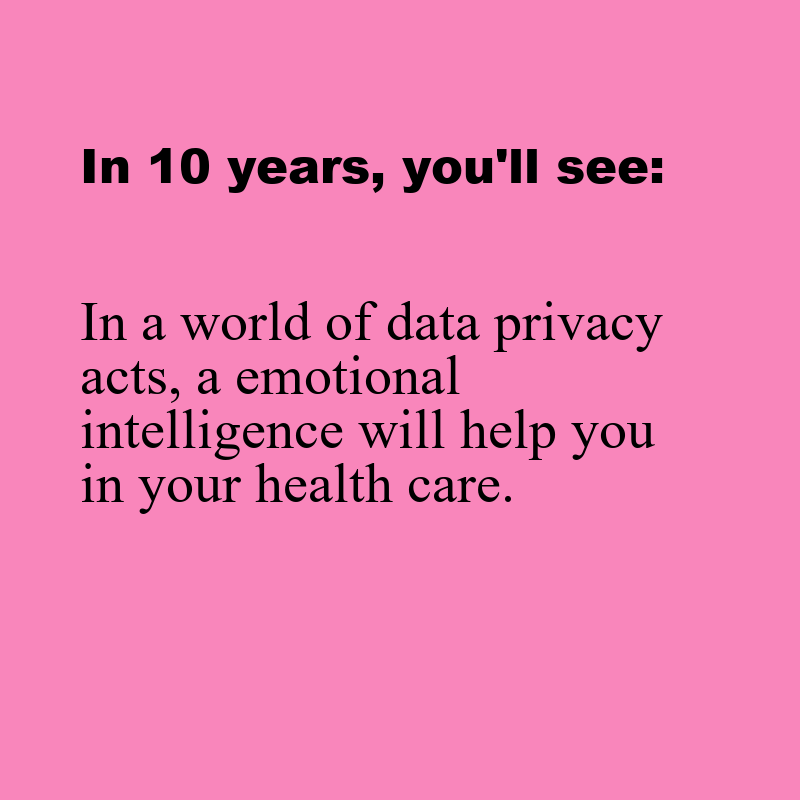 In 10 years, you'll see:
In a world of data privacy
acts, a emotional
intelligence will help you
in your health care.